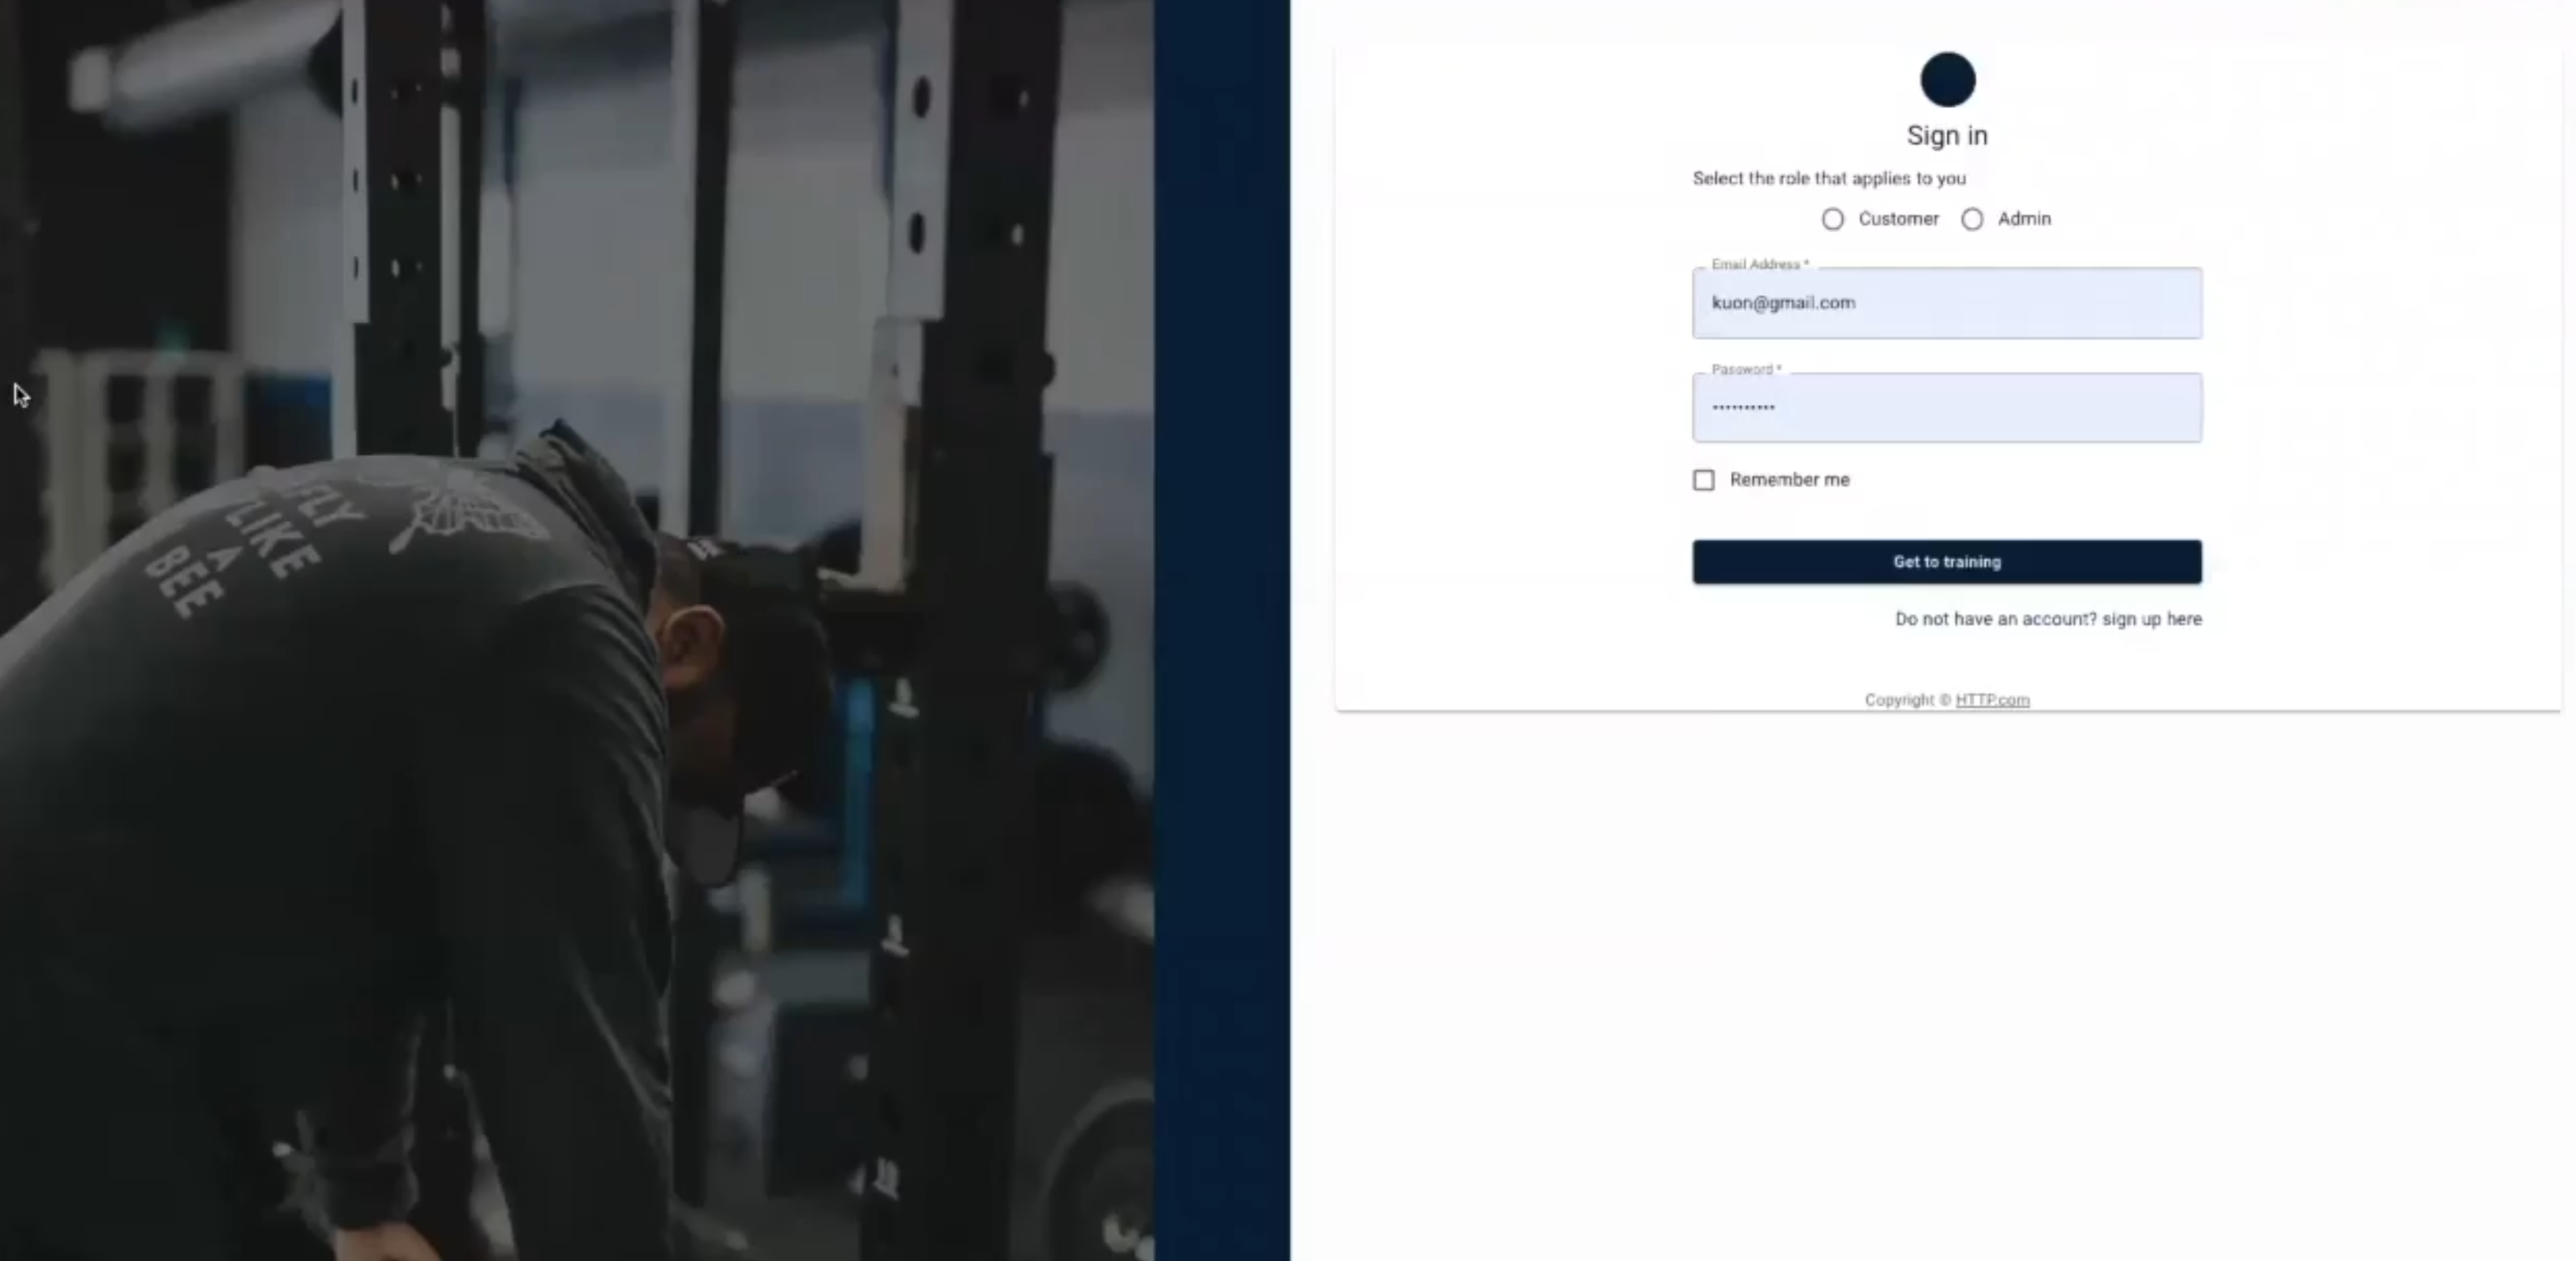 FLY
LIKE
A
BEE
Sign in
Select the role that applies to you
Customer Admin
Email Address *
kuon@gmail.com
Password *
••••••••••
Remember me
Get to training
Do not have an account? sign up here
Copyright © HTTP.com